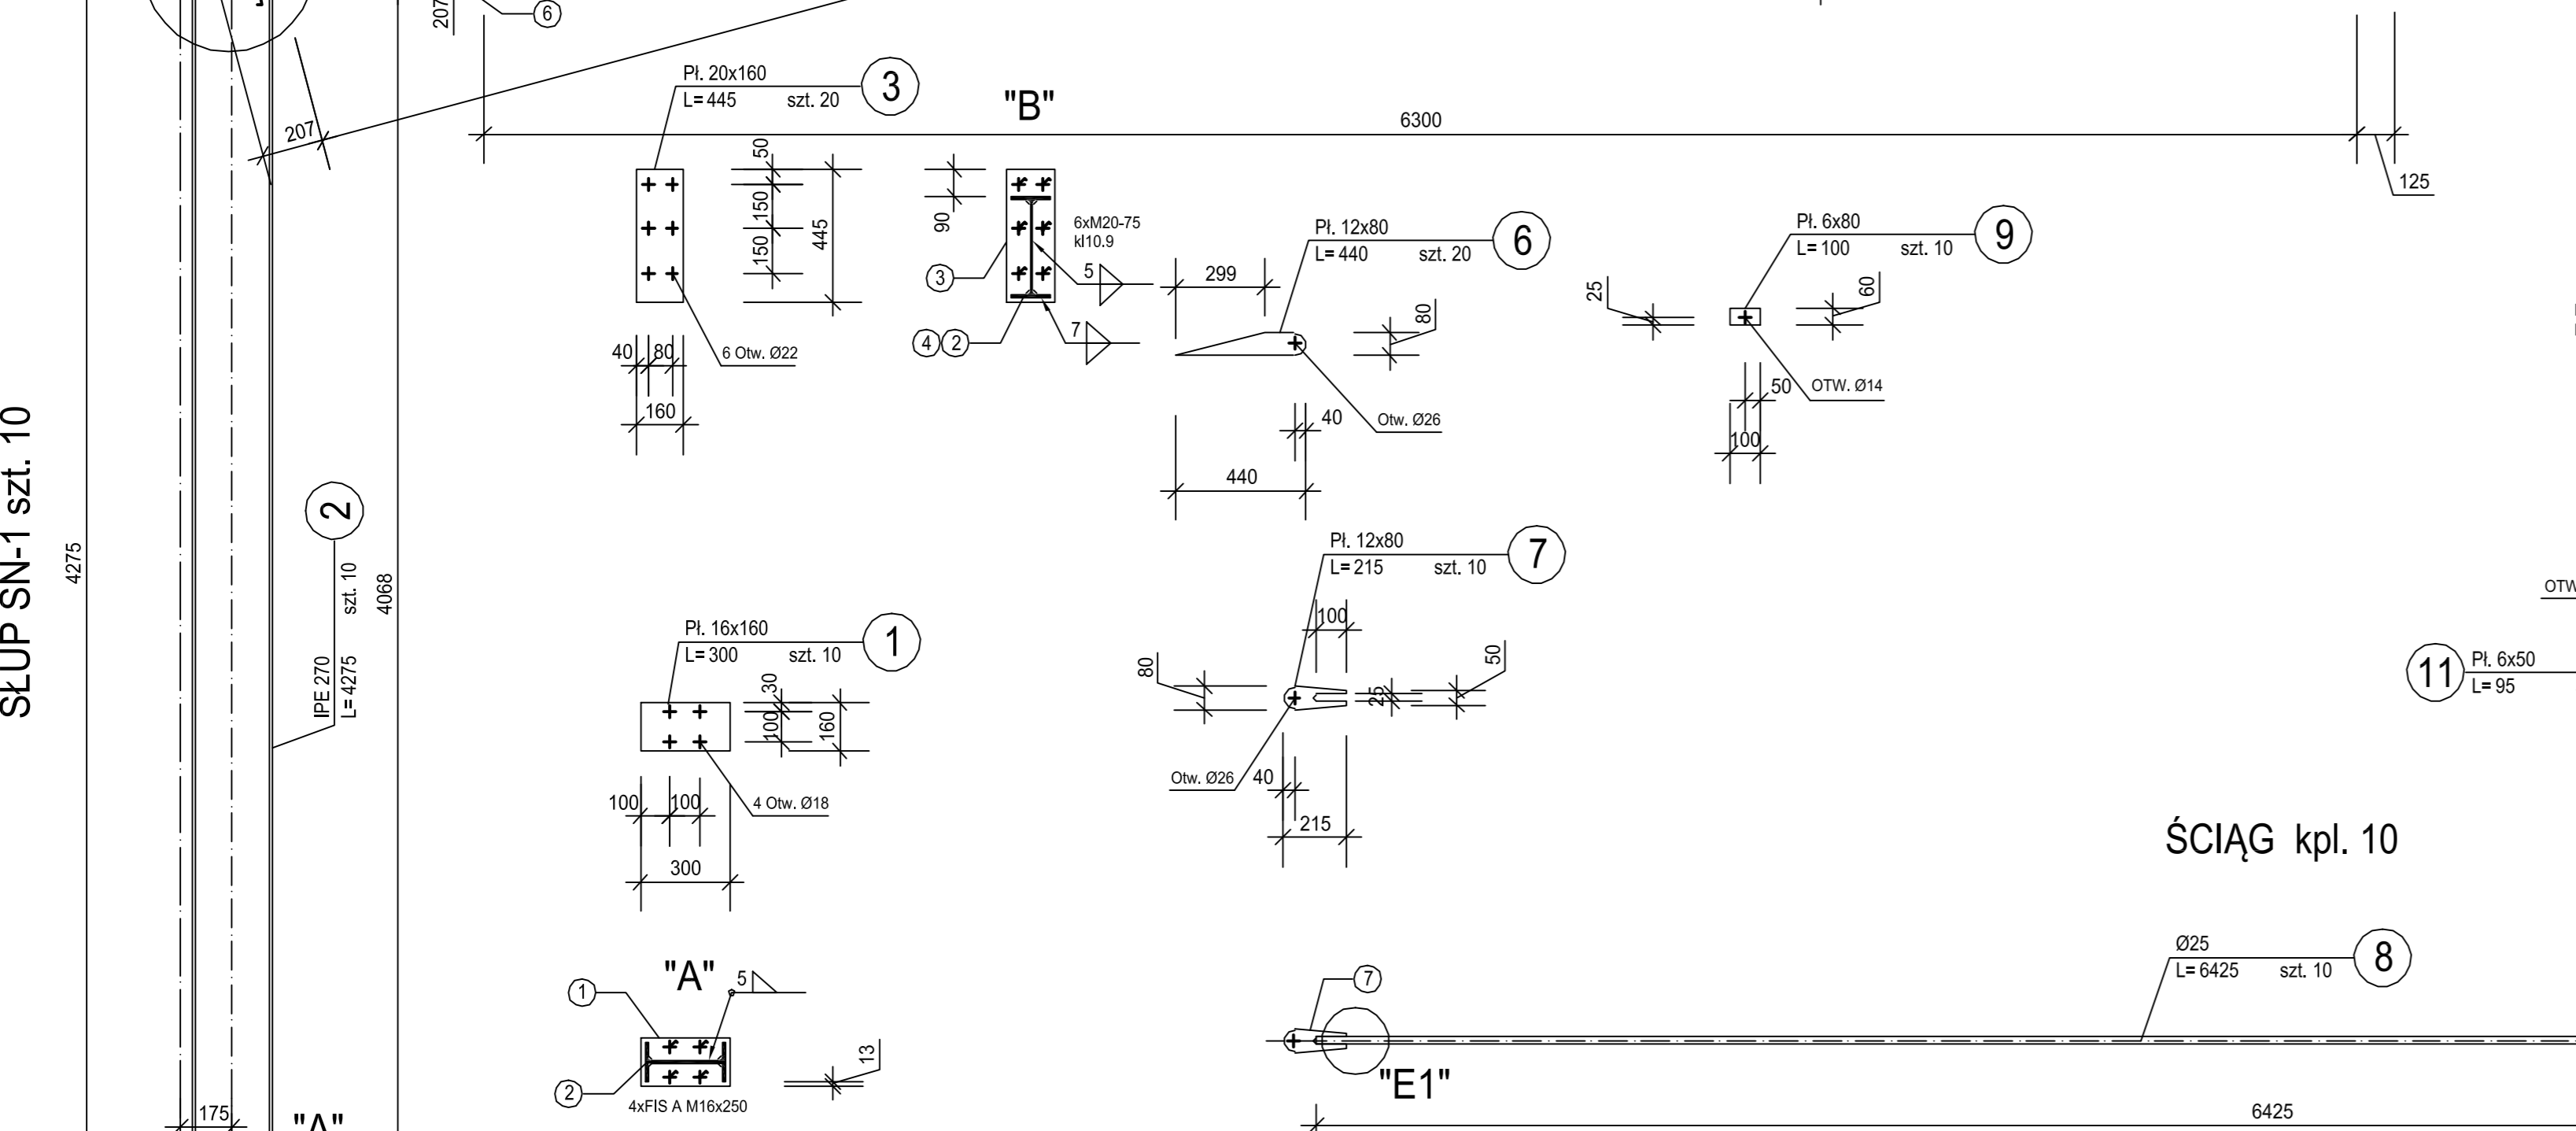 207
6
207
Pł. 20x160
L= 445 szt. 20
3
"B"
6300
125
50
150
150
445
40
80
160
6 Otw. Ø22
90
6xM20-75
kl10.9
3
5
4
2
7
Pł. 12x80
L= 440 szt. 20
6
299
80
40
Otw. Ø26
440
Pł. 6x80
L= 100 szt. 10
9
25
60
50
OTW. Ø14
100
SŁUP SN-1 szt. 10
4275
2
IPE 270
L= 4275 szt. 10
4068
Pł. 12x80
L= 215 szt. 10
7
100
80
25
50
Otw. Ø26
40
215
Pł. 16x160
L= 300 szt. 10
1
30
100
160
100
100
4 Otw. Ø18
300
OTW
11
Pł. 6x50
L= 95
ŚCIĄG kpl. 10
Ø25
L= 6425 szt. 10
8
"A"
5
1
2
13
4xFIS A M16x250
7
"E1"
6425
175
"A"